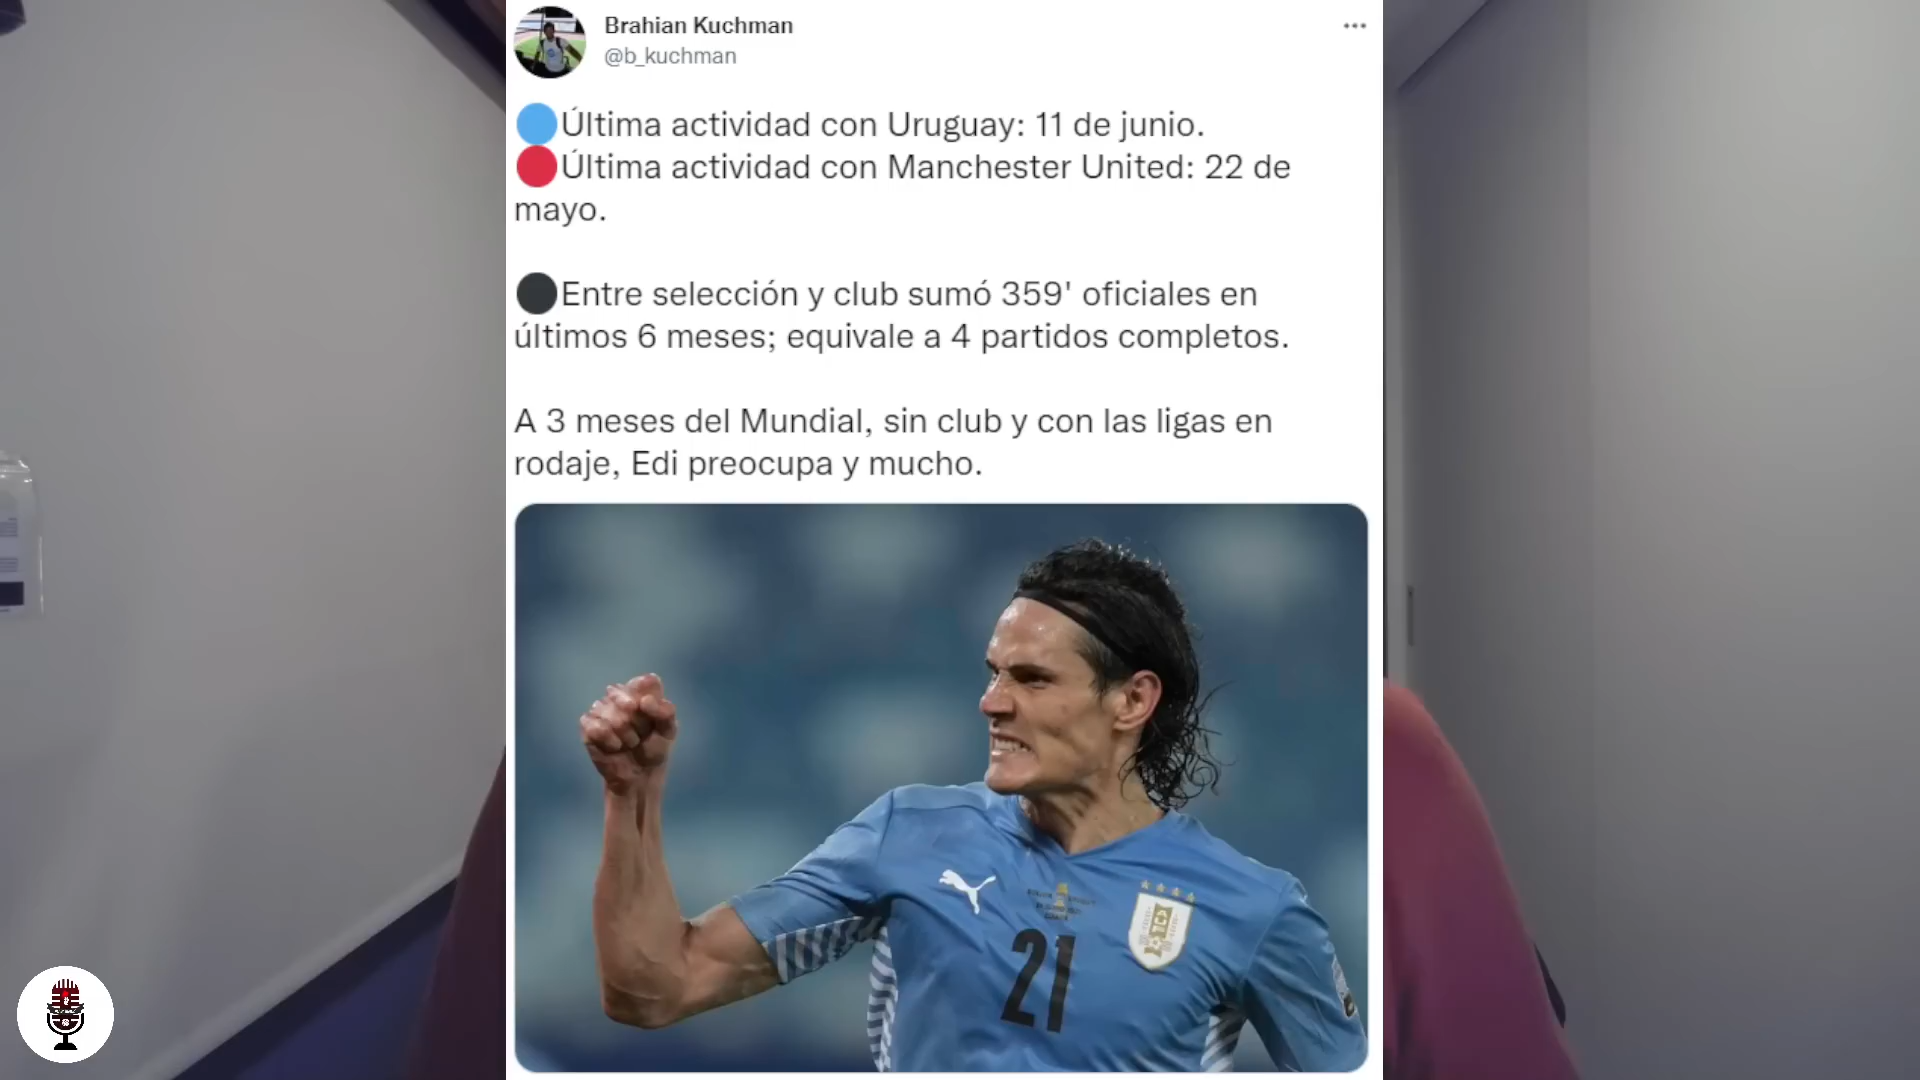 Brahian Kuchman
@b_kuchman
Última actividad con Uruguay: 11 de junio.
Última actividad con Manchester United: 22 de
mayo.
Entre selección y club sumó 359' oficiales en
últimos 6 meses; equivale a 4 partidos completos.
A 3 meses del Mundial, sin club y con las ligas en
rodaje, Edi preocupa y mucho.
21